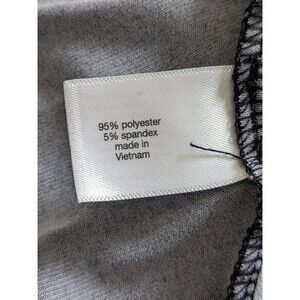 95% polyester
5% spandex
made in
Vietnam